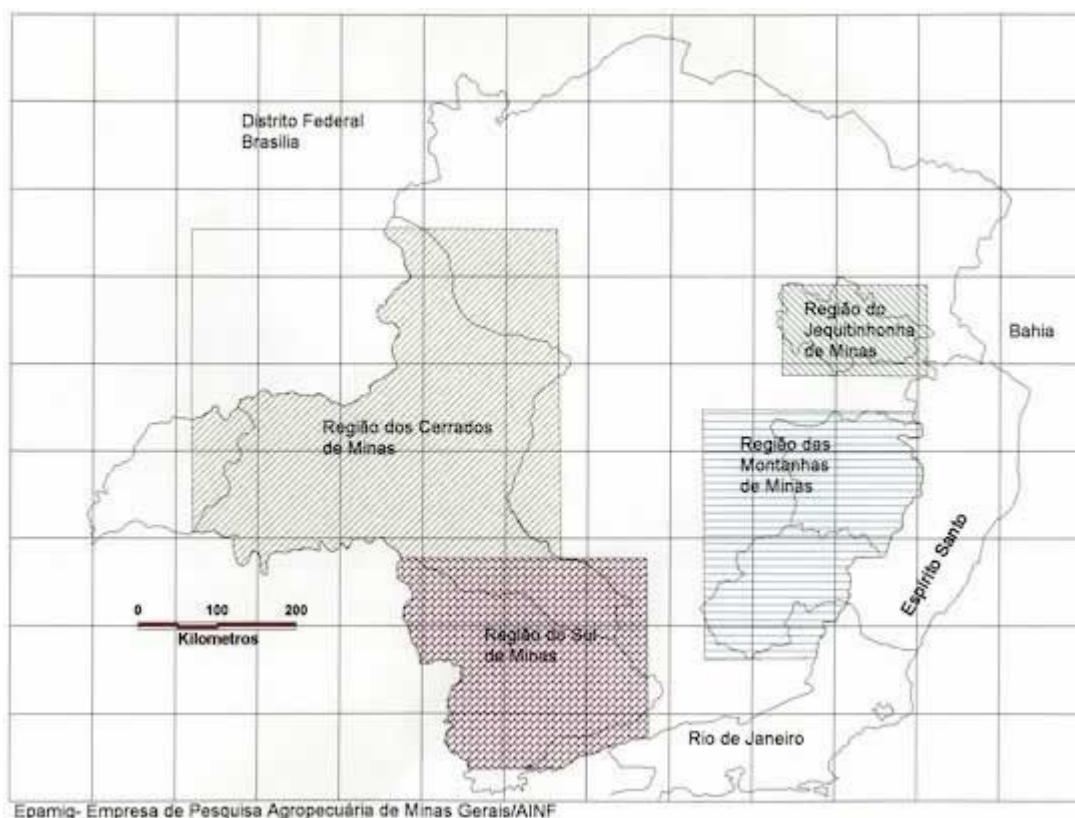 Distrito Federal
Brasília
Região do
Jequitinhonha
de Minas
Bahia
Região dos Cerrados
de Minas
Região das
Montanhas
de Minas
Espírito Santo
0 100 200
Kilometros
Região do Sul
de Minas
Rio de Janeiro
Epamig- Empresa de Pesquisa Agropecuária de Minas Gerais/AINF